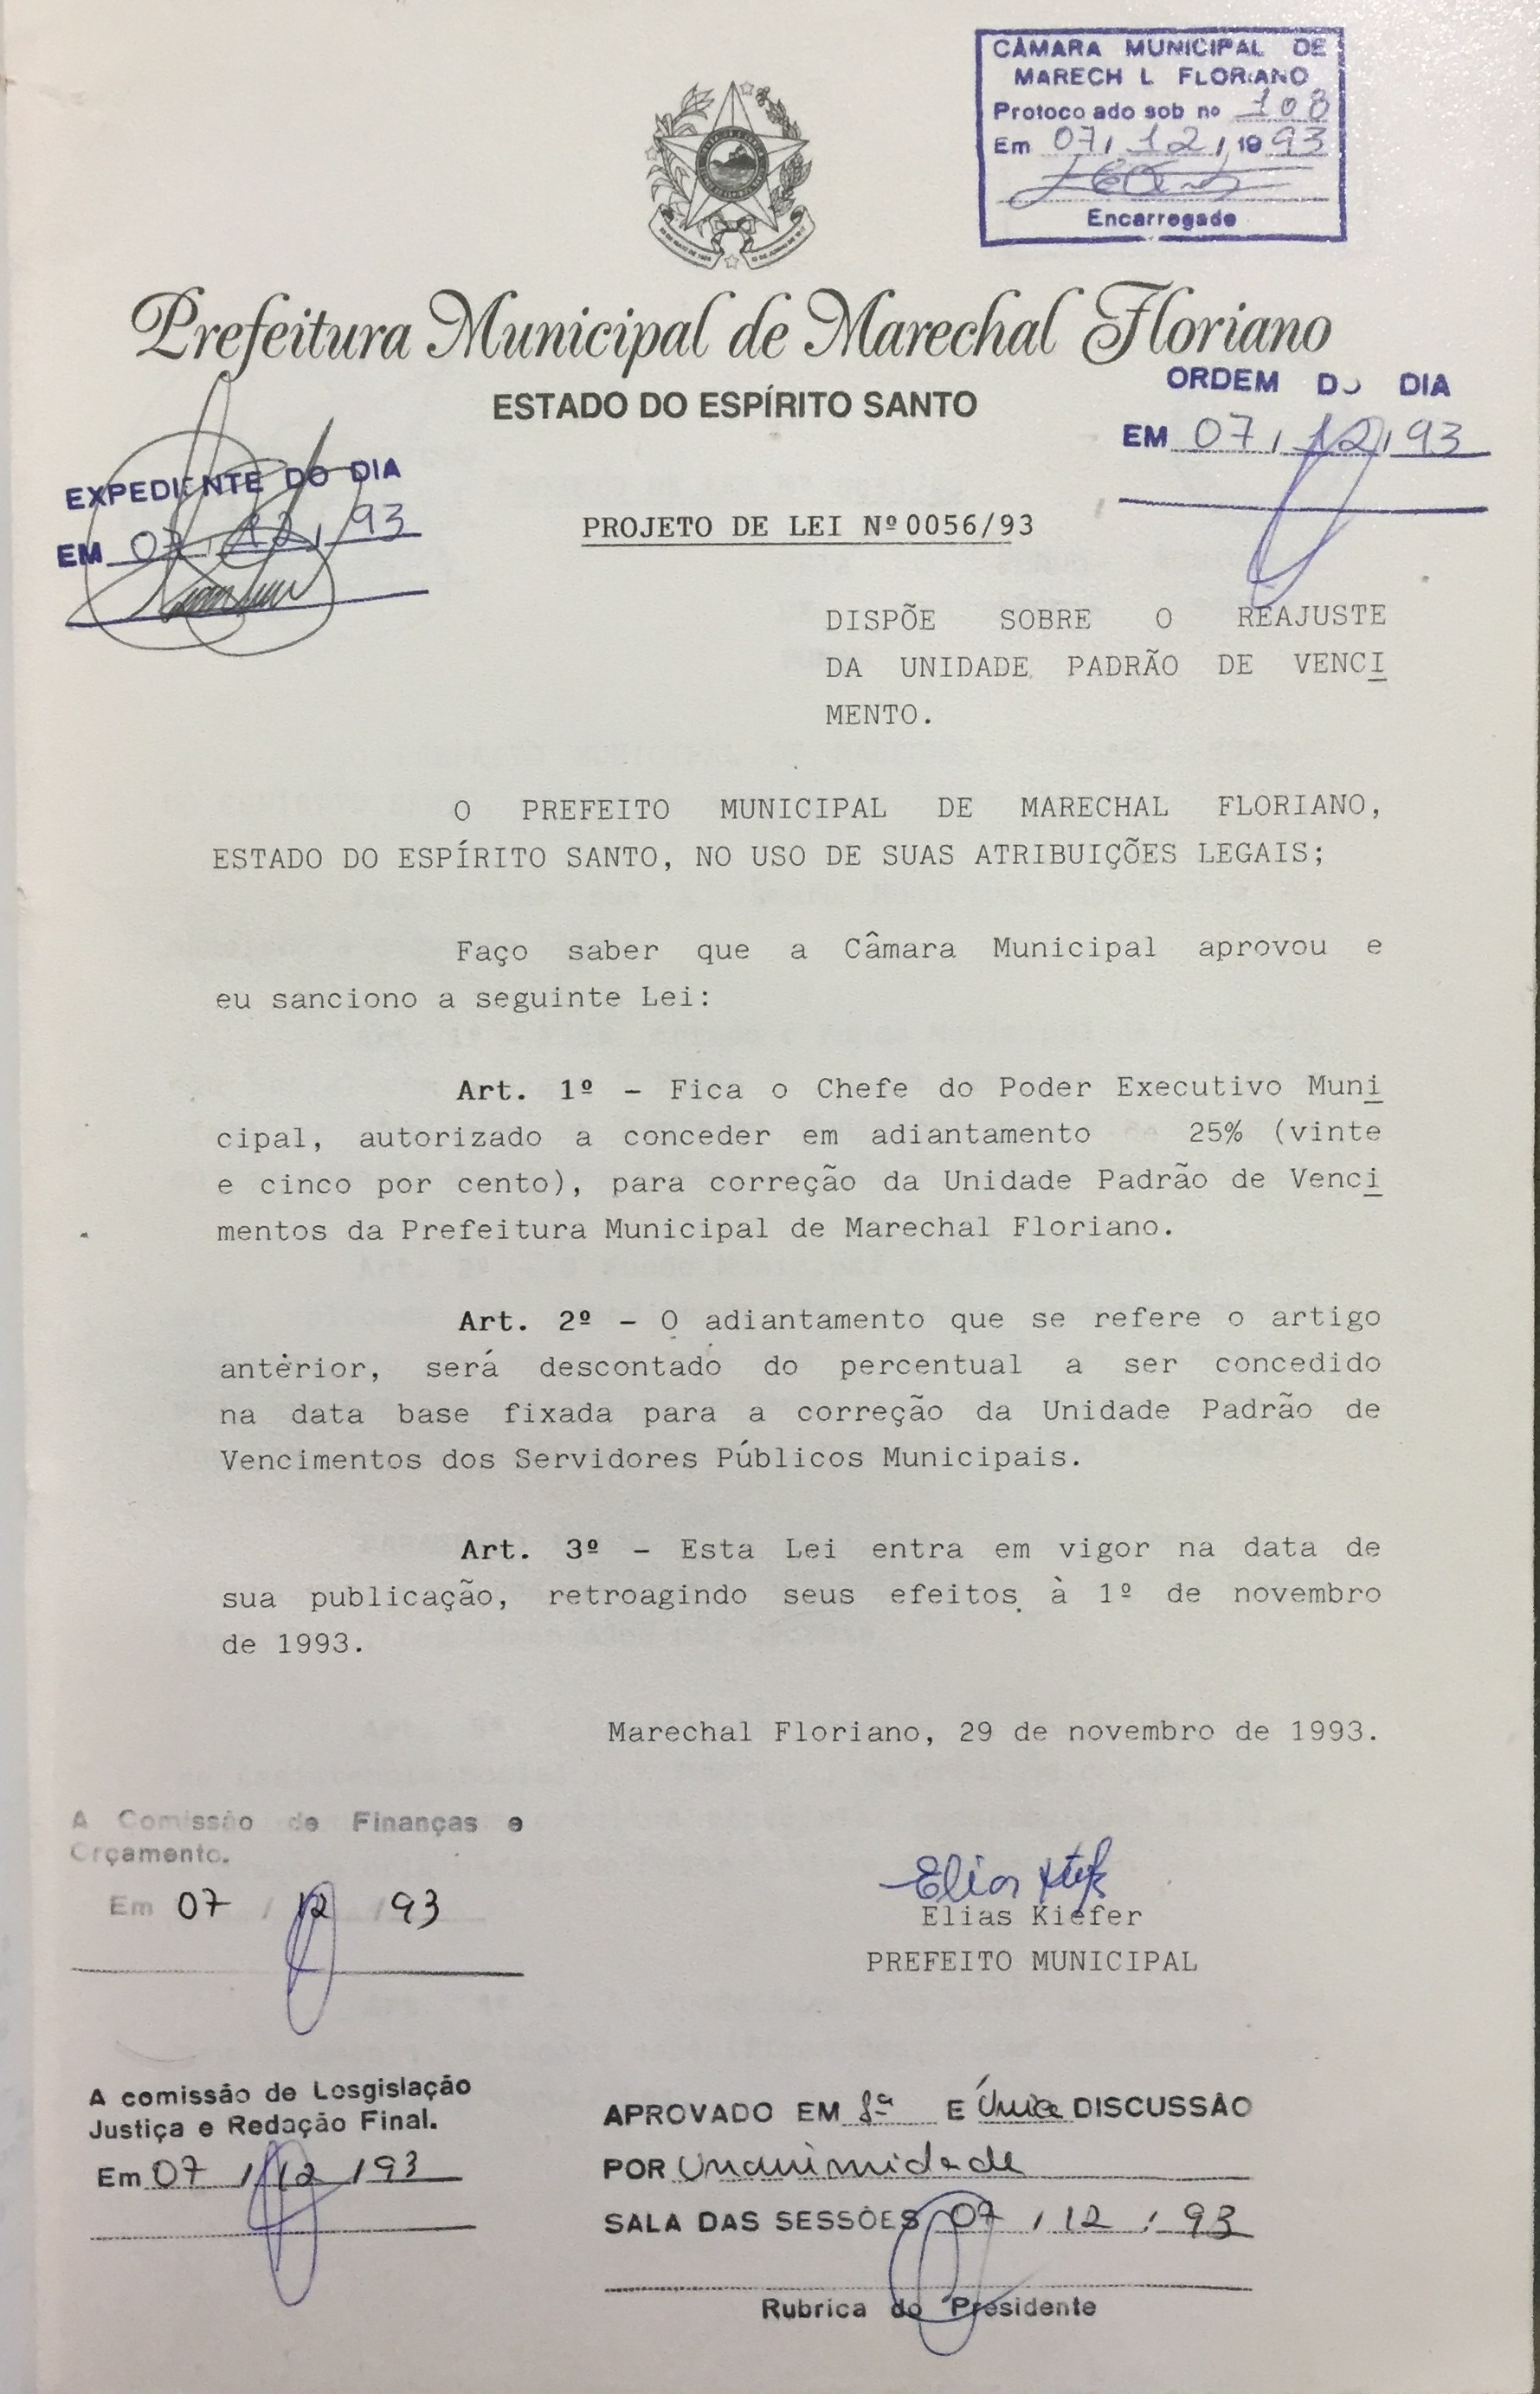 CÂMARA MUNICIPAL DE
MARECH L FLORIANO
Protoco ado sob nº 108
Em 07, 12, 1993
Encarregado
Prefeitura Municipal de Marechal Floriano
ESTADO DO ESPÍRITO SANTO
ORDEM DO DIA
EM 07, 12, 93
EXPEDIENTE DO DIA
EM 07, 12, 93
PROJETO DE LEI Nº 0056/93
DISPÕE SOBRE O REAJUSTE
DA UNIDADE PADRÃO DE VENCI
MENTO.
O PREFEITO MUNICIPAL DE MARECHAL FLORIANO,
ESTADO DO ESPÍRITO SANTO, NO USO DE SUAS ATRIBUIÇÕES LEGAIS;
Faço saber que a Câmara Municipal aprovou e
eu sanciono a seguinte Lei:
Art. 1º - Fica o Chefe do Poder Executivo Muni
cipal, autorizado a conceder em adiantamento 25% (vinte
e cinco por cento), para correção da Unidade Padrão de Venci
mentos da Prefeitura Municipal de Marechal Floriano.
Art. 2º - O adiantamento que se refere o artigo
anterior, será descontado do percentual a ser concedido
na data base fixada para a correção da Unidade Padrão de
Vencimentos dos Servidores Públicos Municipais.
Art. 3º - Esta Lei entra em vigor na data de
sua publicação, retroagindo seus efeitos à 1º de novembro
de 1993.
Marechal Floriano, 29 de novembro de 1993.
A Comissão de Finanças e
Orçamento.
Em 07 / 12 / 93
Elias Kiefer
PREFEITO MUNICIPAL
A comissão de Losgislação
Justiça e Redação Final.
Em 07 / 12 / 93
APROVADO EM 1ª E Única DISCUSSÃO
POR Unanimidade
SALA DAS SESSÕES 07 / 12 / 93
Rubrica do Presidente